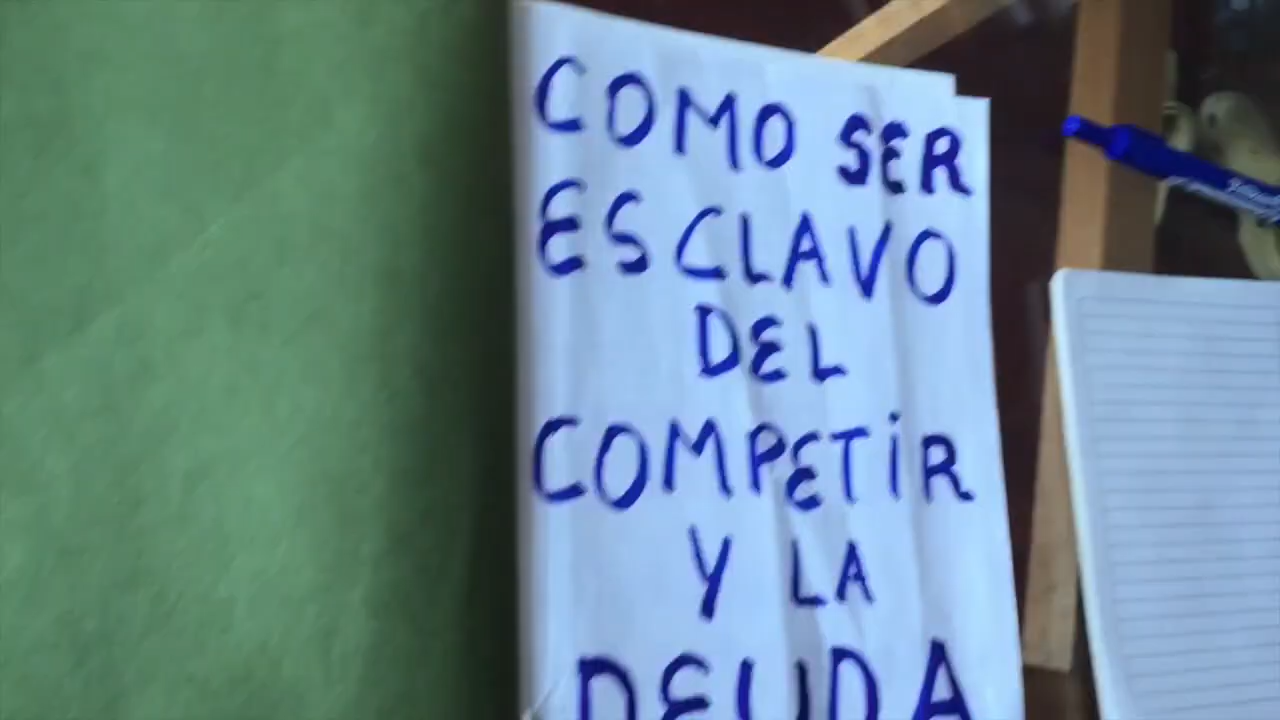 COMO SER
ESCLAVO
DEL
COMPETIR
Y LA
DEUDA